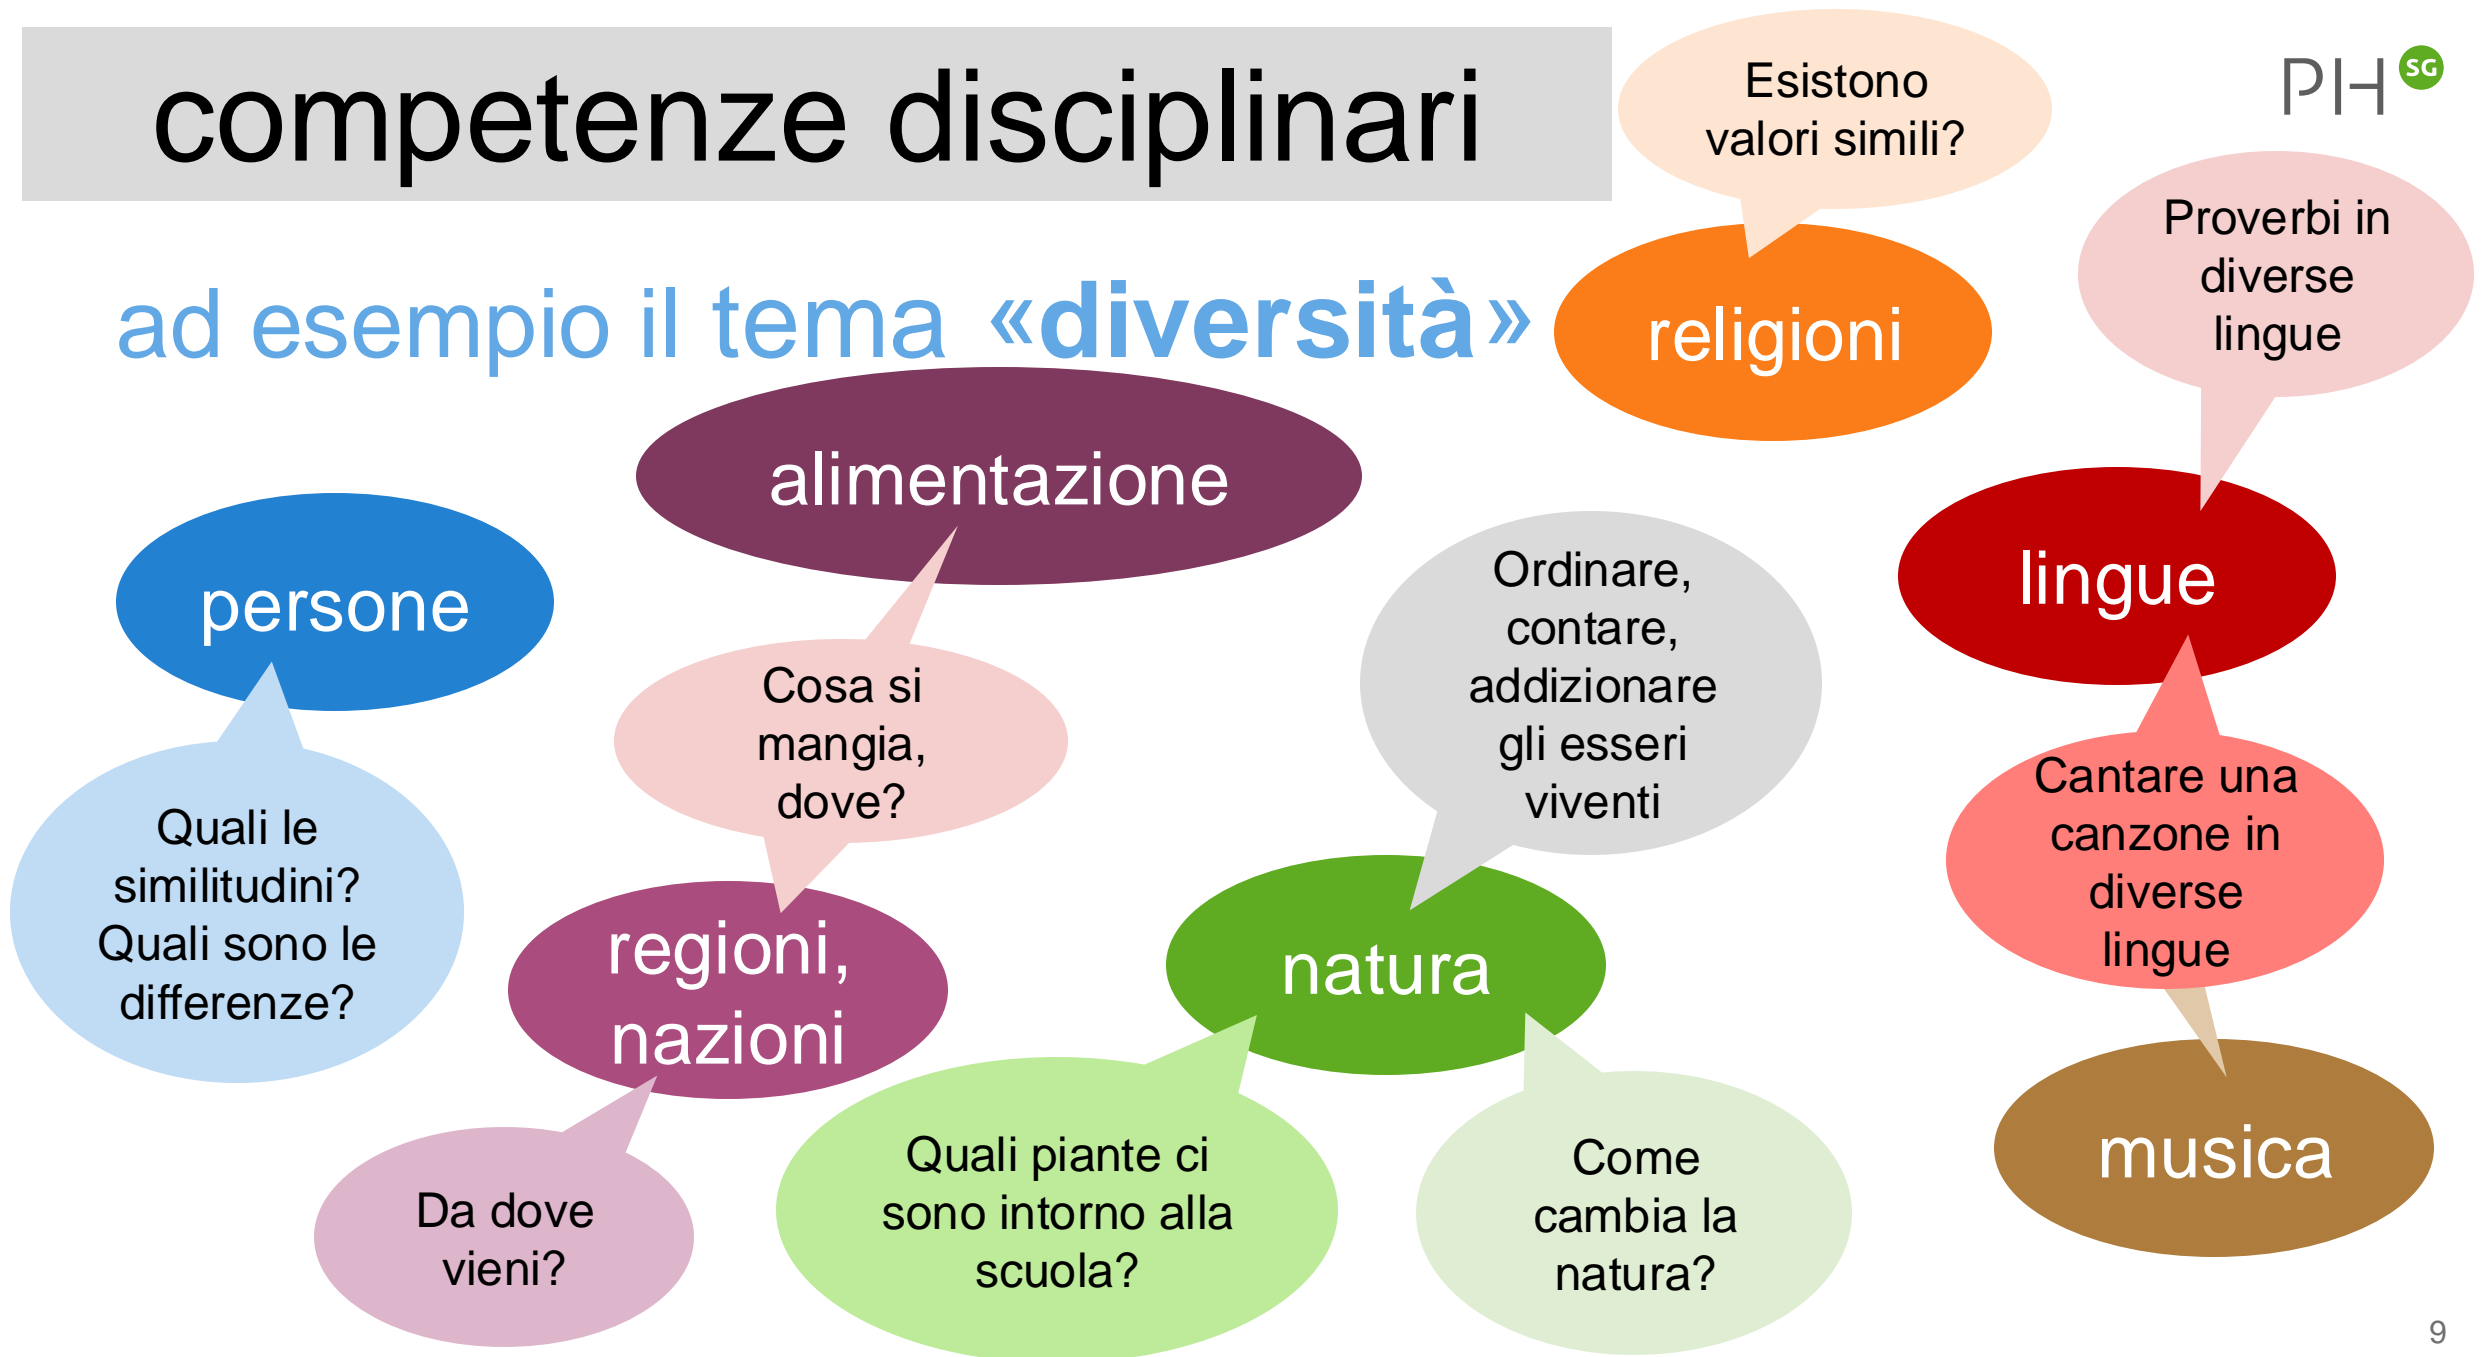 competenze disciplinari
Esistono
valori simili?
PH SG
Proverbi in
diverse
lingue
ad esempio il tema «diversità»
religioni
alimentazione
persone
Ordinare,
contare,
addizionare
gli esseri
viventi
lingue
Cosa si
mangia,
dove?
Quali le
similitudini?
Quali sono le
differenze?
Cantare una
canzone in
diverse
lingue
regioni,
nazioni
natura
musica
Da dove
vieni?
Quali piante ci
sono intorno alla
scuola?
Come
cambia la
natura?
9